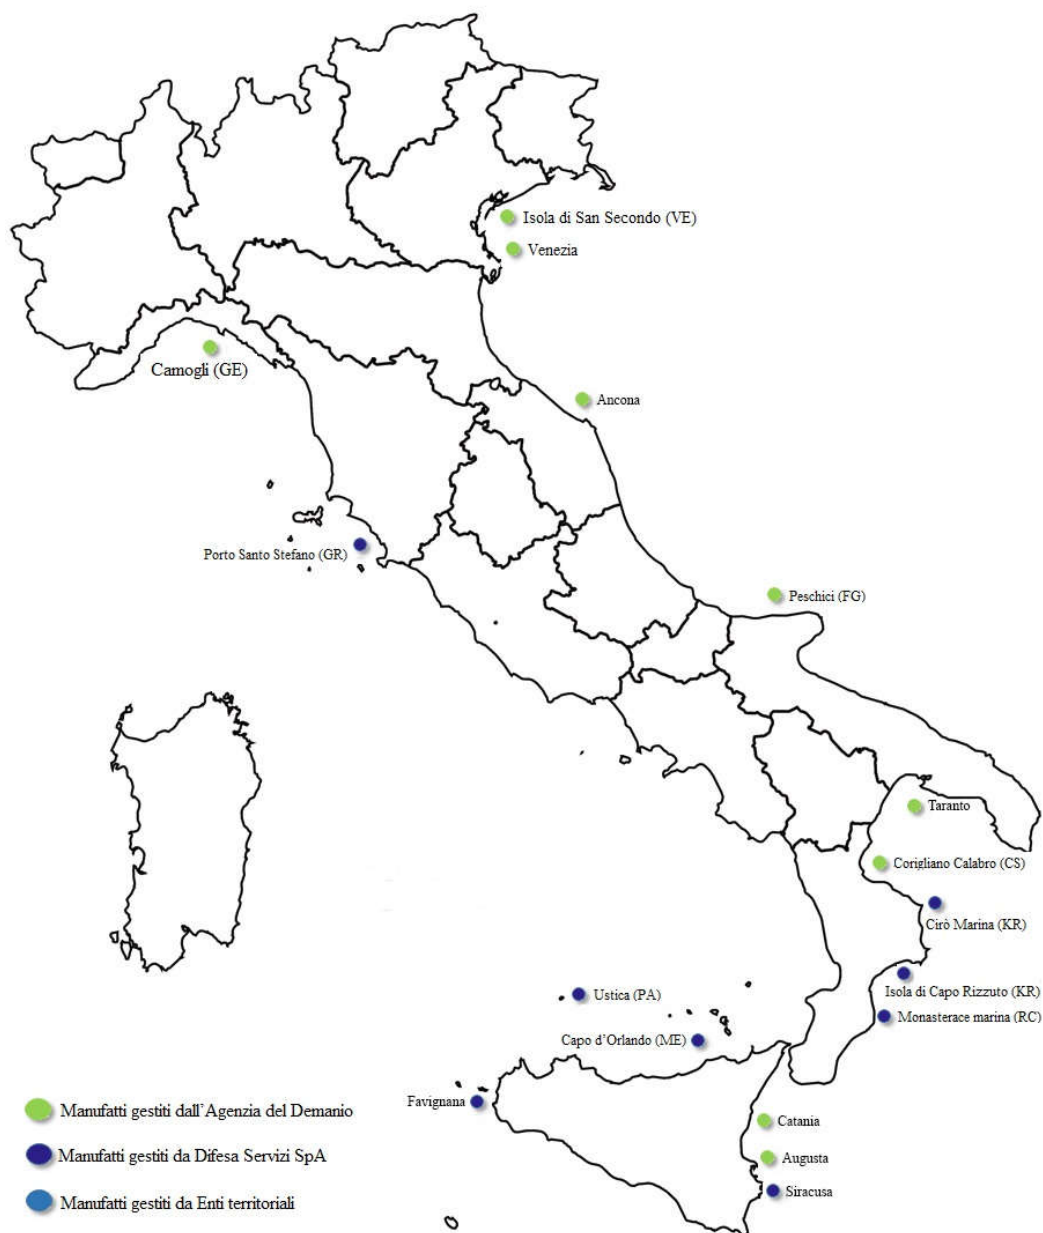 Isola di San Secondo (VE)
Venezia
Camogli (GE)
Ancona
Porto Santo Stefano (GR)
Peschici (FG)
Taranto
Corigliano Calabro (CS)
Cirò Marina (KR)
Isola di Capo Rizzuto (KR)
Ustica (PA)
Monasterace marina (RC)
Capo d'Orlando (ME)
Favignana
Manufatti gestiti dall'Agenzia del Demanio
Catania
Manufatti gestiti da Difesa Servizi SpA
Augusta
Siracusa
Manufatti gestiti da Enti territoriali